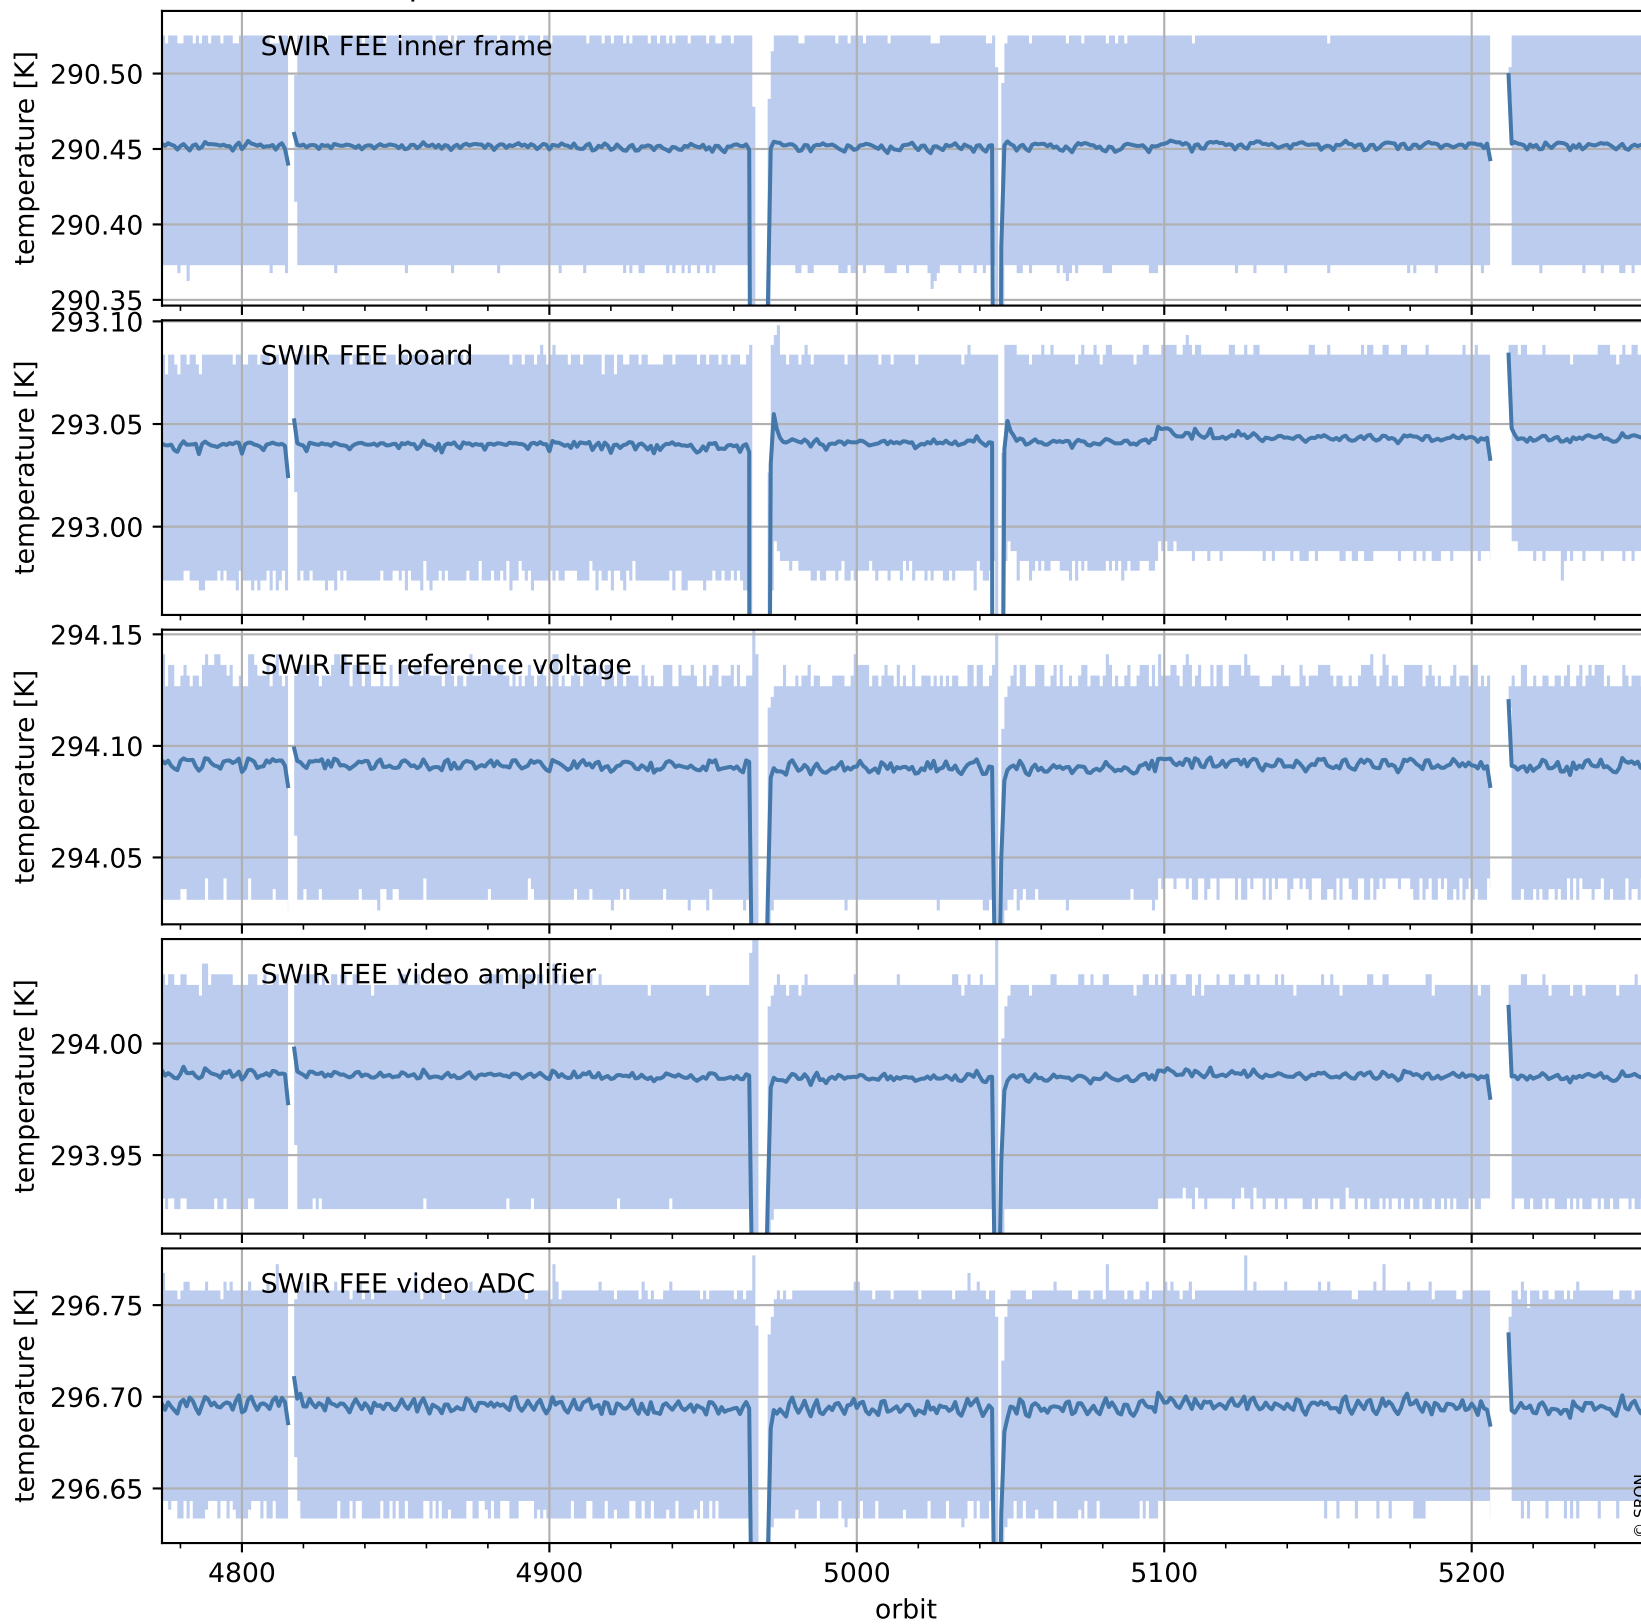 SWIR FEE inner frame
temperature [K]
290.50
290.45
290.40
290.35
SWIR FEE board
temperature [K]
293.10
293.05
293.00
SWIR FEE reference voltage
temperature [K]
294.15
294.10
294.05
SWIR FEE video amplifier
temperature [K]
294.00
293.95
SWIR FEE video ADC
temperature [K]
296.75
296.70
296.65
4800 4900 5000 5100 5200
orbit
© SRON